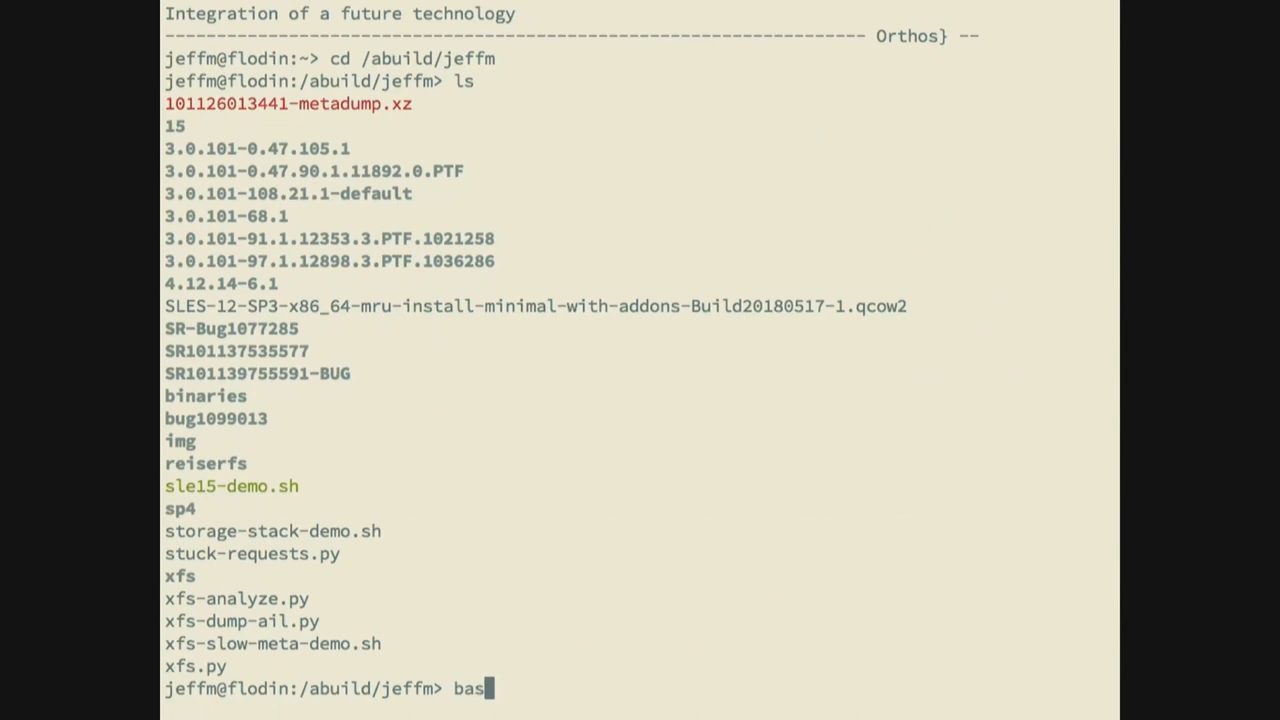 Integration of a future technology
-------------------------------------------------------------------- Orthos} --
jeffm@flodin:~> cd /abuild/jeffm
jeffm@flodin:/abuild/jeffm> ls
101126013441-metadump.xz
15
3.0.101-0.47.105.1
3.0.101-0.47.90.1.11892.0.PTF
3.0.101-108.21.1-default
3.0.101-68.1
3.0.101-91.1.12353.3.PTF.1021258
3.0.101-97.1.12898.3.PTF.1036286
4.12.14-6.1
SLES-12-SP3-x86_64-mru-install-minimal-with-addons-Build20180517-1.qcow2
SR-Bug1077285
SR101137535577
SR101139755591-BUG
binaries
bug1099013
img
reiserfs
sle15-demo.sh
sp4
storage-stack-demo.sh
stuck-requests.py
xfs
xfs-analyze.py
xfs-dump-ail.py
xfs-slow-meta-demo.sh
xfs.py
jeffm@flodin:/abuild/jeffm> bas